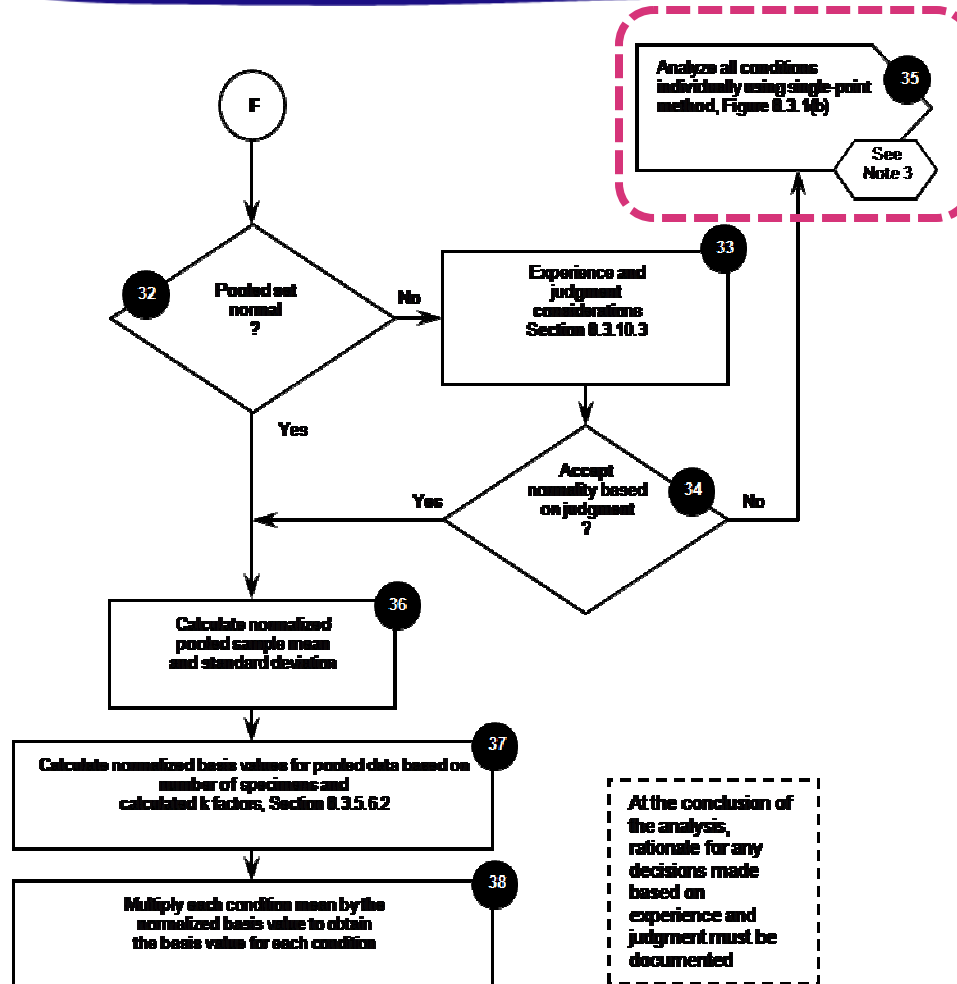 F
Analyze all conditions
individually using single-point
method, Figure 8.3.1(b)
35
See
Note 3
32
Pooled set
normal
?
No
33
Experience and
judgment
considerations
Section 8.3.10.3
Yes
Accept
normality based
on judgment
?
34
Yes
No
36
Calculate normalized
pooled sample mean
and standard deviation
37
Calculate normalized basis values for pooled data based on
number of specimens and
calculated k factors, Section 8.3.5.6.2
38
Multiply each condition mean by the
normalized basis value to obtain
the basis value for each condition
At the conclusion of
the analysis,
rationale for any
decisions made
based on
experience and
judgment must be
documented